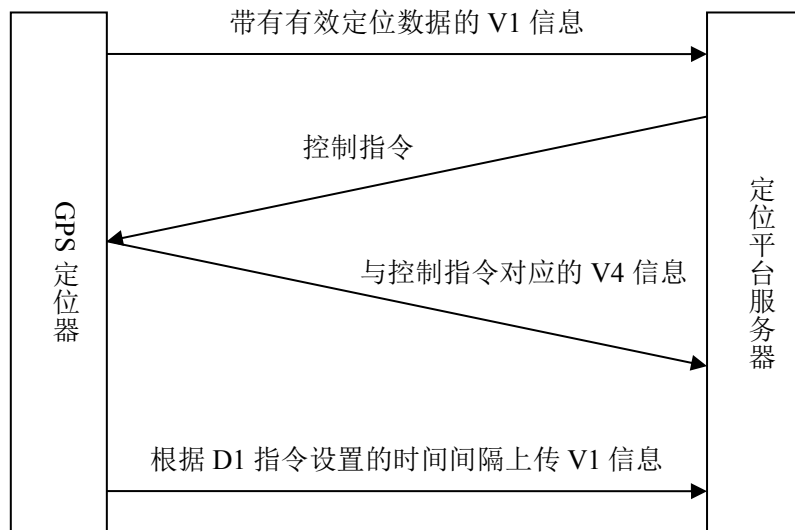 带有有效定位数据的 V1 信息
控制指令
GPS 定位器
定位平台服务器
与控制指令对应的 V4 信息
根据 D1 指令设置的时间间隔上传 V1 信息